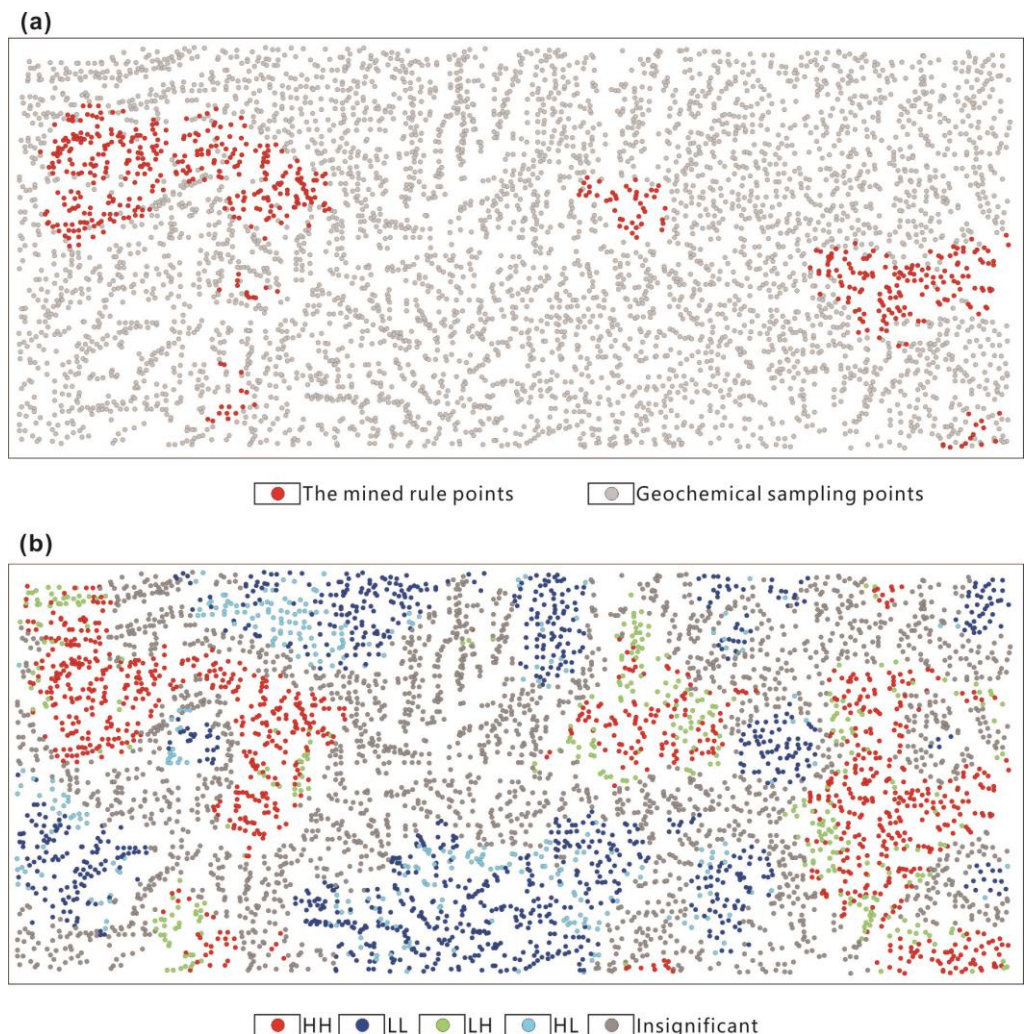 (a)
The mined rule points Geochemical sampling points
(b)
HH LL LH HL Insignificant